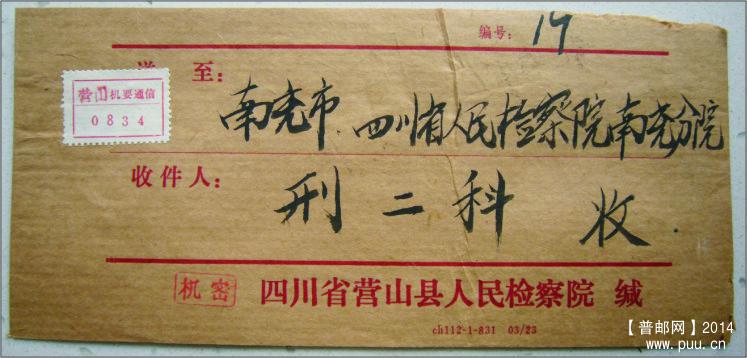 编号:
送 至:
营山机要通信
0834
南充市 四川省人民检察院南充分院
收件人:
刑二科 收
机密 四川省营山县人民检察院 缄
ch112-1-831 03/23
【普邮网】2014
www.puu.cn